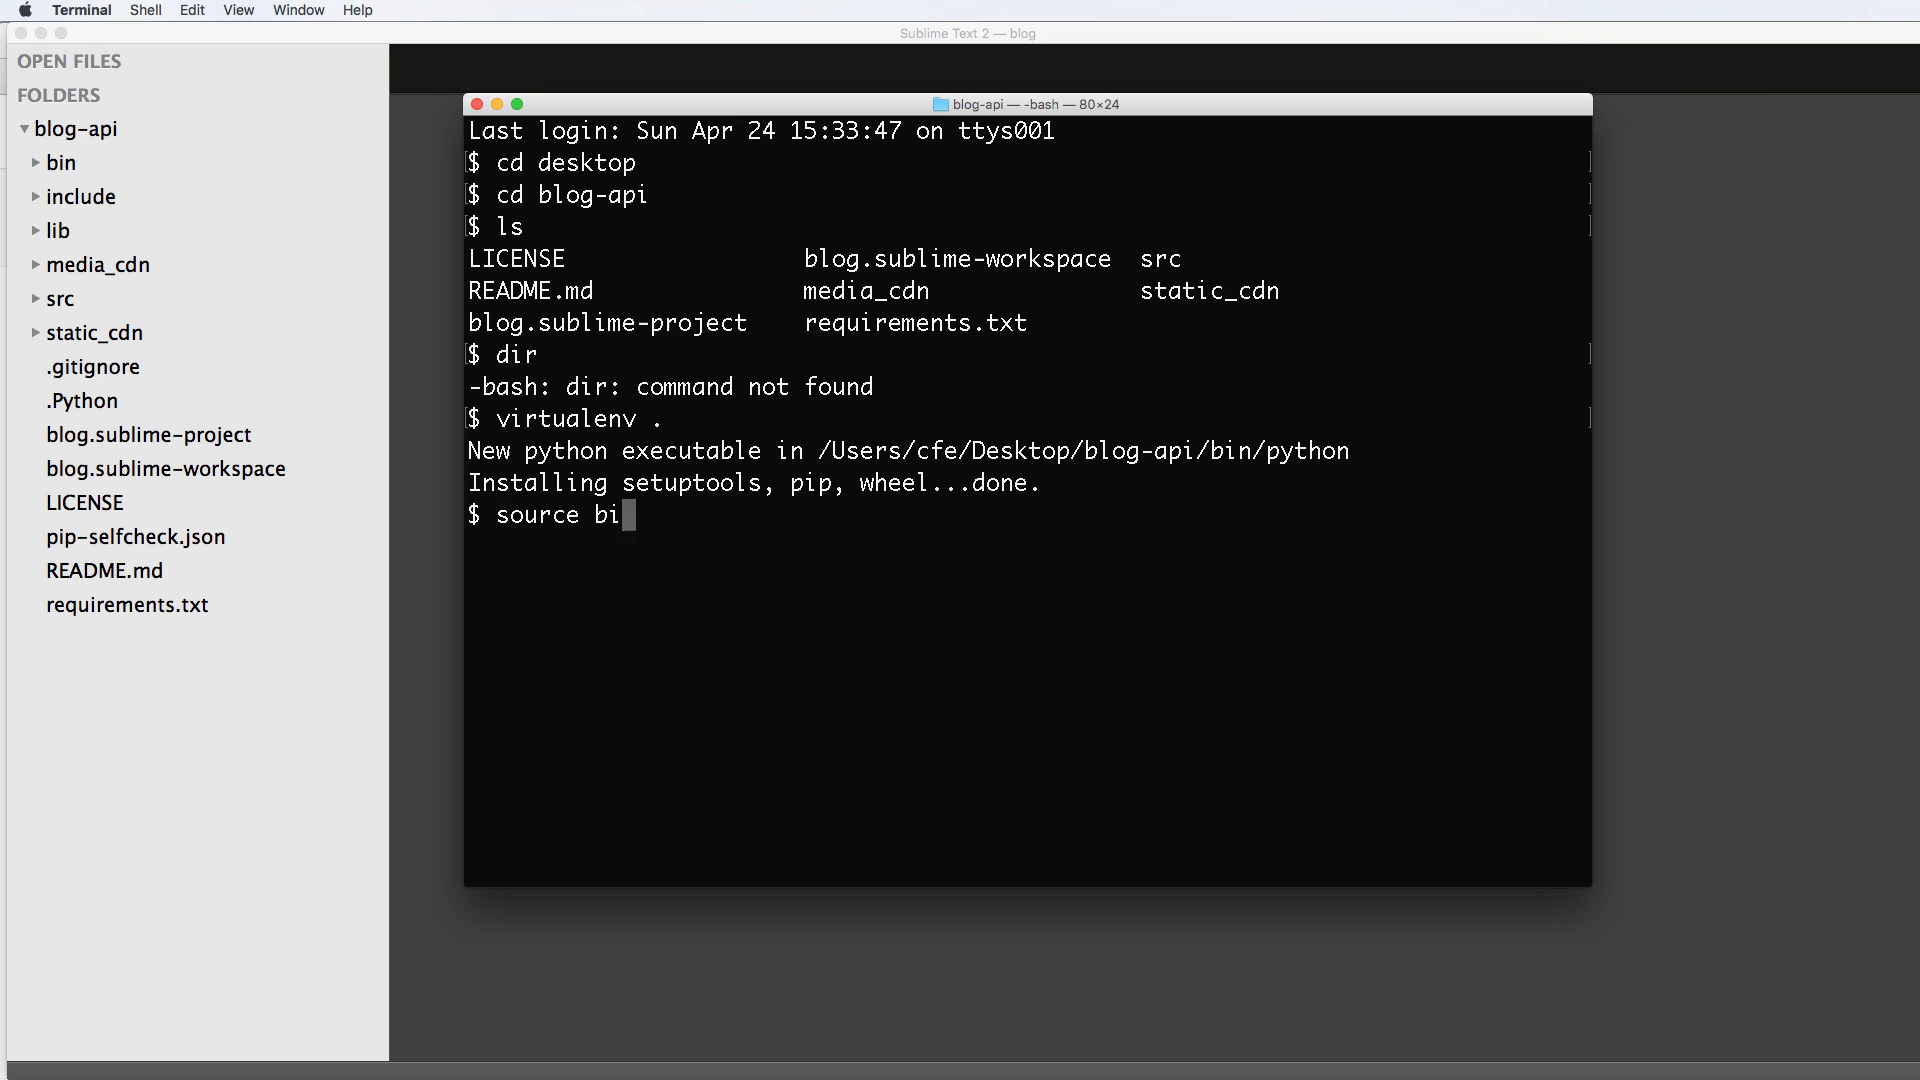 Terminal Shell Edit View Window Help
Sublime Text 2 — blog
OPEN FILES
FOLDERS
blog-api
bin
include
lib
media_cdn
src
static_cdn
.gitignore
.Python
blog.sublime-project
blog.sublime-workspace
LICENSE
pip-selfcheck.json
README.md
requirements.txt
blog-api — -bash — 80×24
Last login: Sun Apr 24 15:33:47 on ttys001
$ cd desktop
$ cd blog-api
$ ls
LICENSE blog.sublime-workspace src
README.md media_cdn static_cdn
blog.sublime-project requirements.txt
$ dir
-bash: dir: command not found
$ virtualenv .
New python executable in /Users/cfe/Desktop/blog-api/bin/python
Installing setuptools, pip, wheel...done.
$ source bi